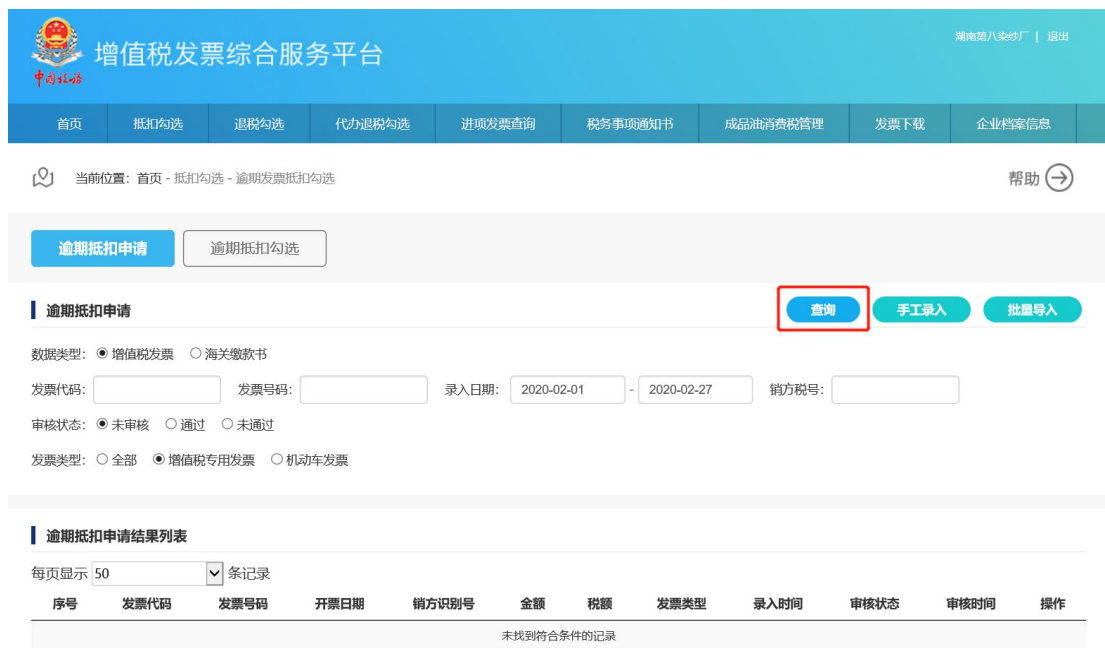 湖南第八染纱厂 | 退出
增值税发票综合服务平台
中国税务
首页 抵扣勾选 退税勾选 代办退税勾选 进项发票查询 税务事项通知书 成品油消费税管理 发票下载 企业档案信息
当前位置：首页 - 抵扣勾选 - 逾期发票抵扣勾选 帮助
逾期抵扣申请 逾期抵扣勾选
逾期抵扣申请 查询 手工录入 批量导入
数据类型： 增值税发票 海关缴款书
发票代码： 发票号码： 录入日期： 2020-02-01 - 2020-02-27 销方税号：
审核状态： 未审核 通过 未通过
发票类型： 全部 增值税专用发票 机动车发票
逾期抵扣申请结果列表
每页显示 50 条记录
序号 发票代码 发票号码 开票日期 销方识别号 金额 税额 发票类型 录入时间 审核状态 审核时间 操作
未找到符合条件的记录